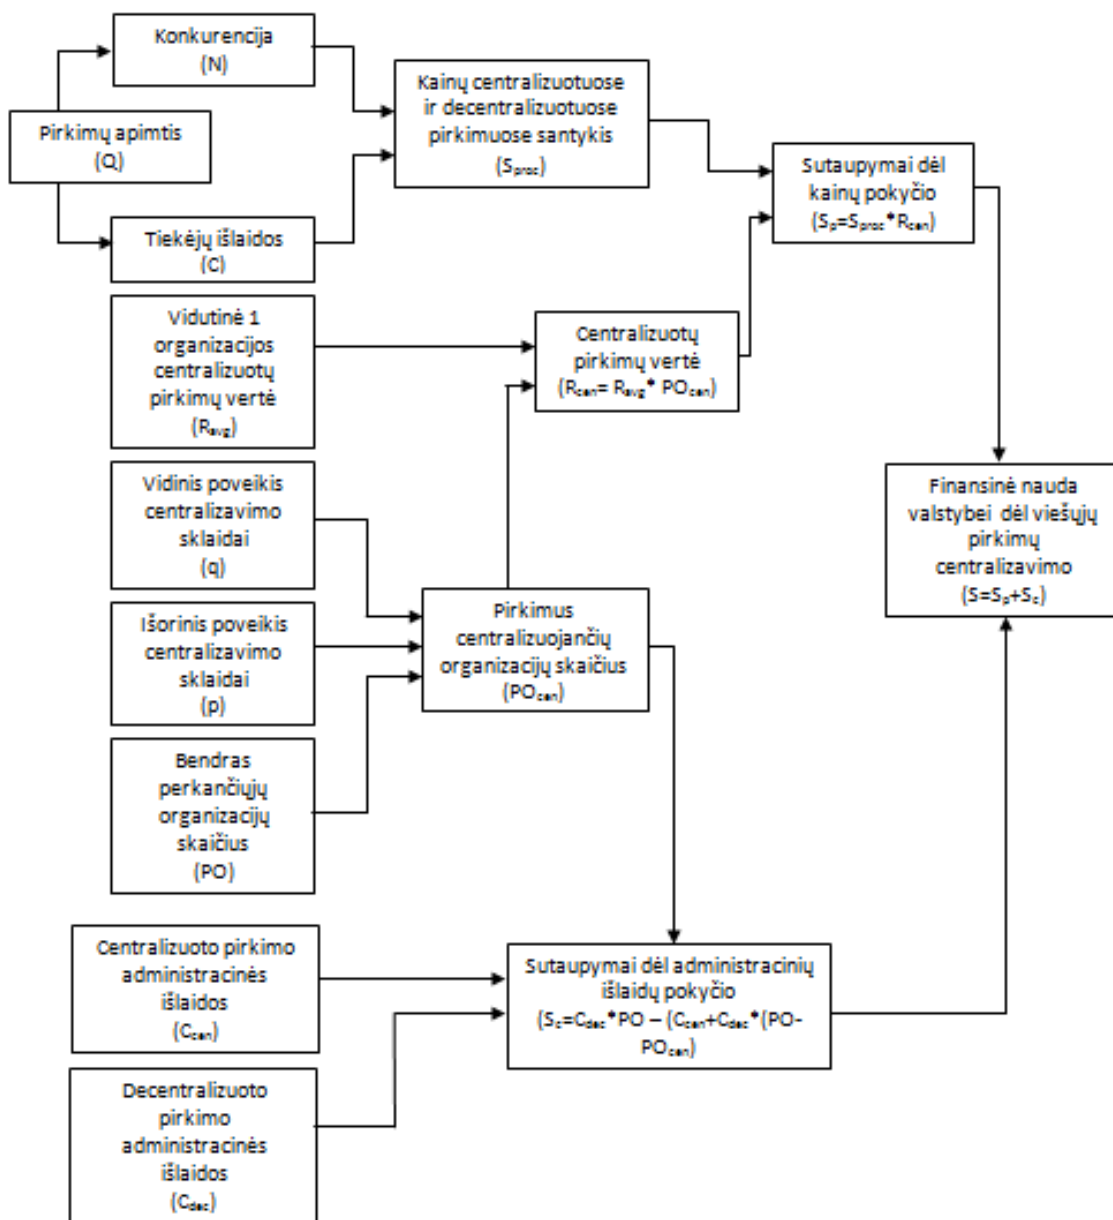 Konkurencija
(N)
Pirkimų apimtis
(Q)
Tiekėjų išlaidos
(C)
Kainų centralizuotuose
ir decentralizuotuose
pirkimuose santykis
(Sproc)
Sutaupymai dėl
kainų pokyčio
(Sp=Sproc*Rcen)
Vidutinė 1
organizacijos
centralizuotų
pirkimų vertė
(Ravg)
Centralizuotų
pirkimų vertė
(Rcen= Ravg* POcen)
Vidinis poveikis
centralizavimo
sklaidai
(q)
Išorinis poveikis
centralizavimo
sklaidai
(p)
Bendras
perkančiųjų
organizacijų
skaičius
(PO)
Pirkimus
centralizuojančių
organizacijų skaičius
(POcen)
Finansinė nauda
valstybei dėl viešųjų
pirkimų
centralizavimo
(S=Sp+Sc)
Centralizuoto pirkimo
administracinės
išlaidos
(Ccen)
Decentralizuoto
pirkimo
administracinės
išlaidos
(Cdec)
Sutaupymai dėl administracinių
išlaidų pokyčio
(Sc=Cdec*PO – (Ccen+Cdec*(PO-
POcen)